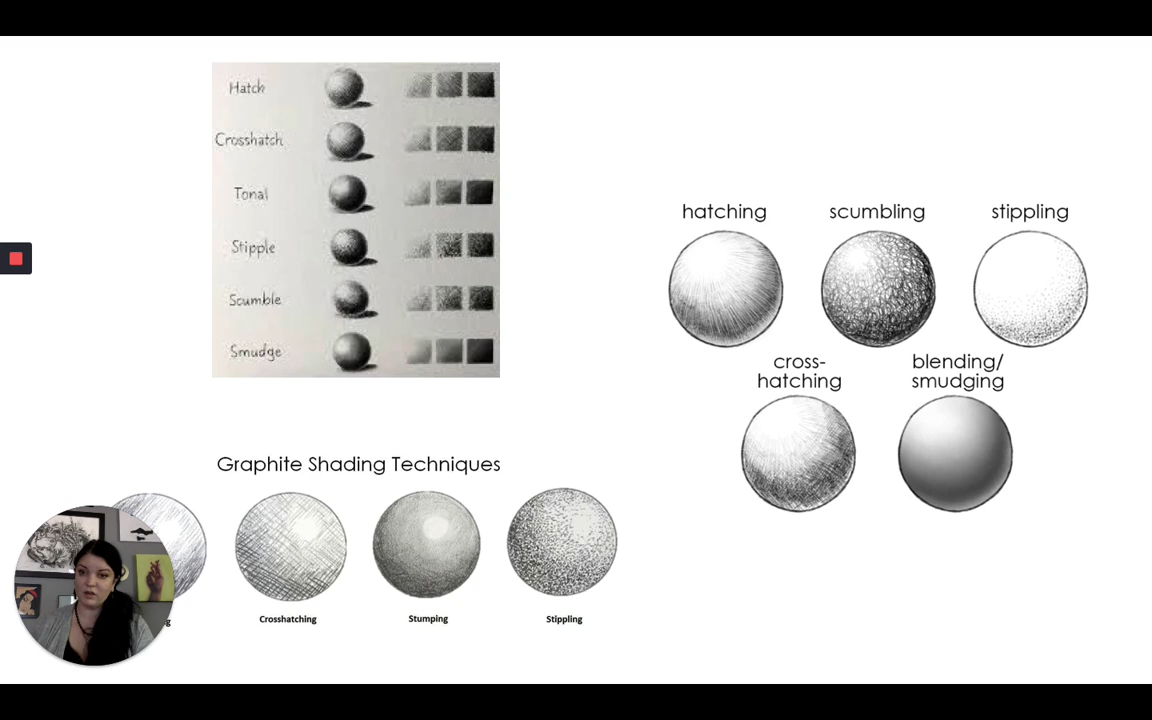 Hatch
Crosshatch
Tonal
Stipple
Scumble
Smudge
hatching
scumbling
stippling
cross-
hatching
blending/
smudging
Graphite Shading Techniques
Crosshatching
Stumping
Stippling